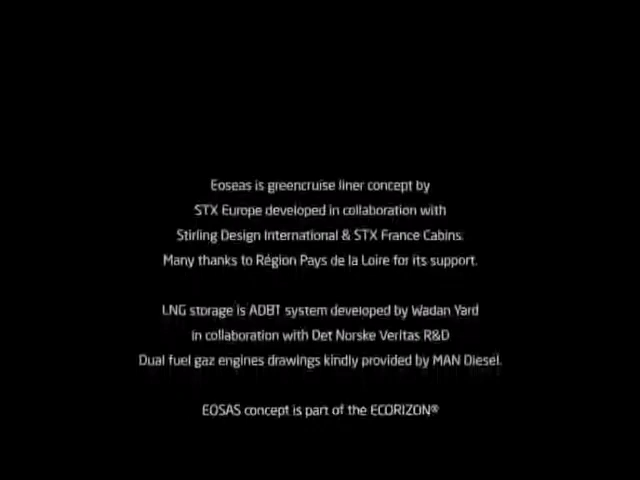 Eoseas is greencruise liner concept by
STX Europe developed in collaboration with
Stirling Design International & STX France Cabins.
Many thanks to Région Pays de la Loire for its support.
LNG storage is ADBT system developed by Wadan Yard
in collaboration with Det Norske Veritas R&D
Dual fuel gaz engines drawings kindly provided by MAN Diesel.
EOSAS concept is part of the ECORIZON®